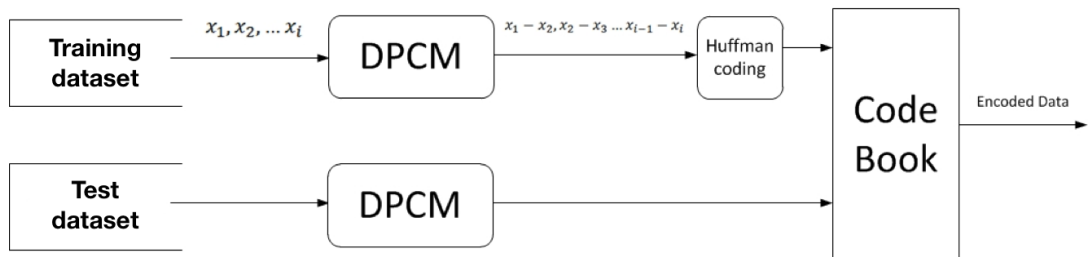 Training
dataset
x₁, x₂, … xᵢ
DPCM
x₁ − x₂, x₂ − x₃ … xᵢ₋₁ − xᵢ
Huffman
coding
Code
Book
Encoded Data
Test
dataset
DPCM